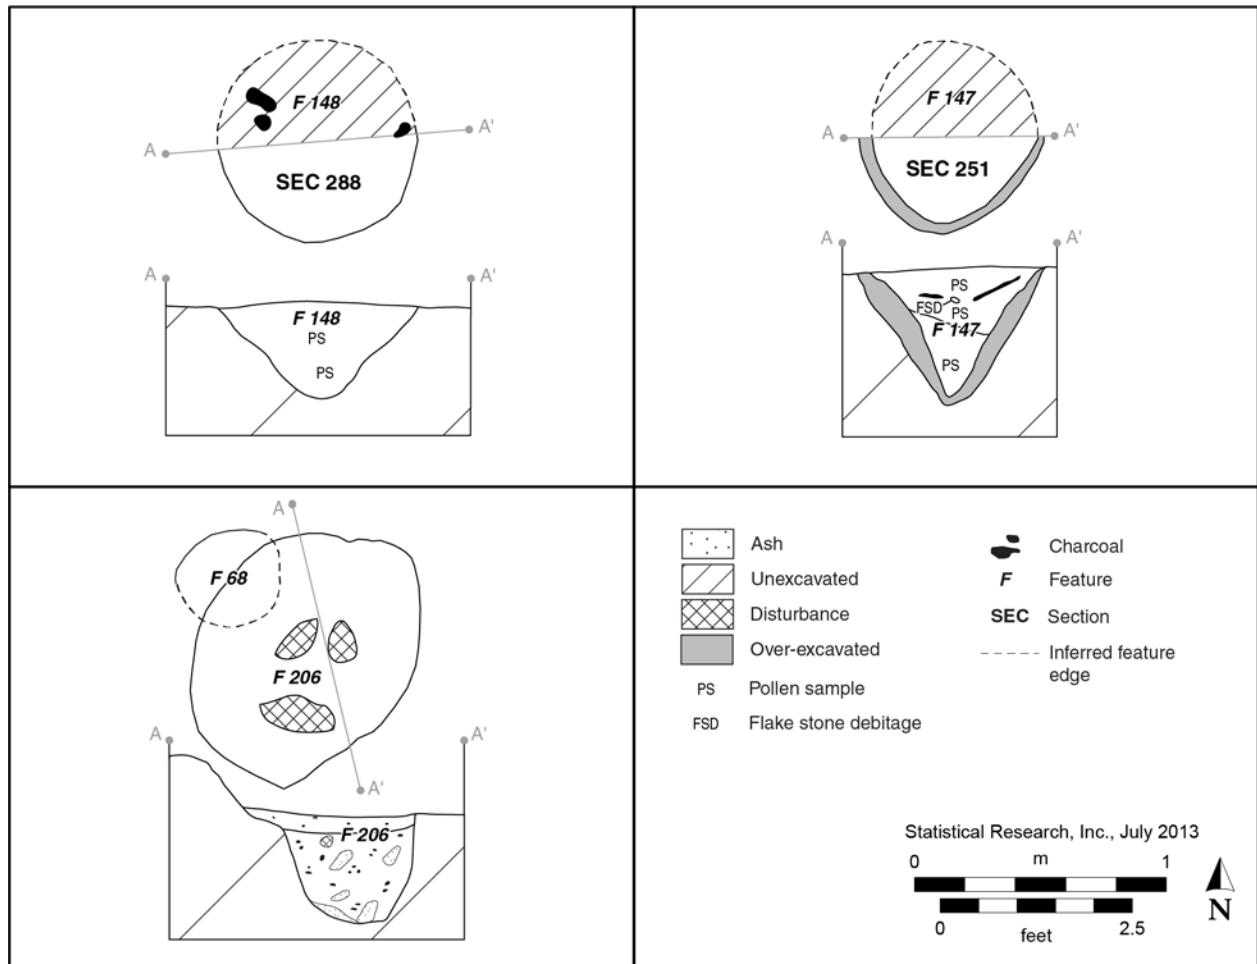 F 148
A
A'
SEC 288
A
A'
F 148
PS
PS
F 147
A
A'
SEC 251
A
A'
PS
FSD
PS
F 147
PS
A
F 68
F 206
A
A'
A'
F 206
Ash
Unexcavated
Disturbance
Over-excavated
PS Pollen sample
FSD Flake stone debitage
Charcoal
F Feature
SEC Section
Inferred feature
edge
Statistical Research, Inc., July 2013
0 m 1
0 feet 2.5
N